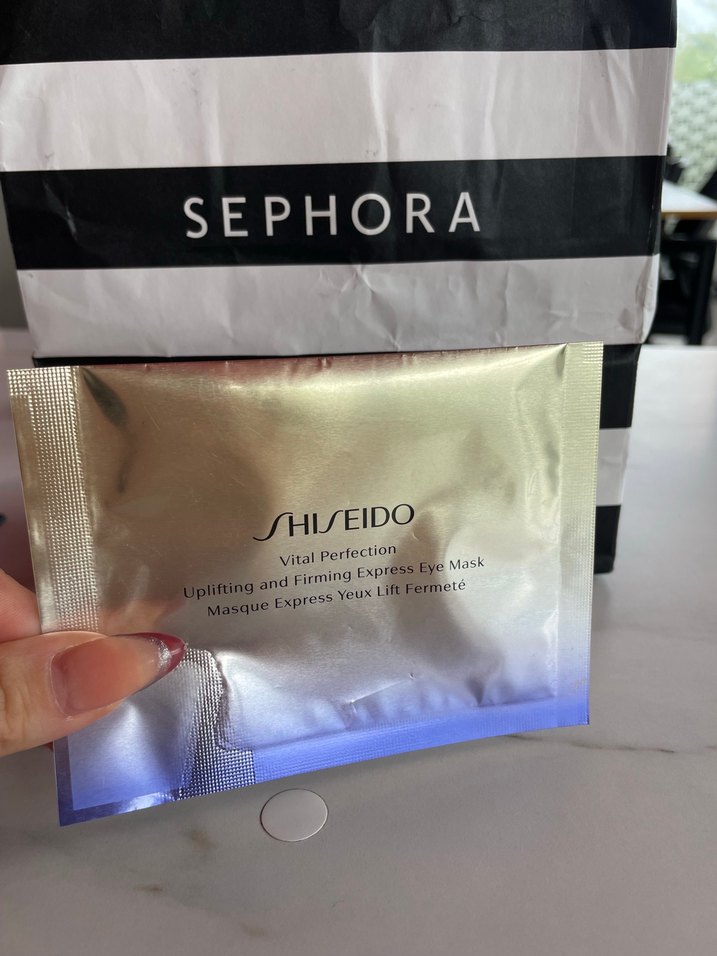 SEPHORA
SHISEIDO
Vital Perfection
Uplifting and Firming Express Eye Mask
Masque Express Yeux Lift Fermeté